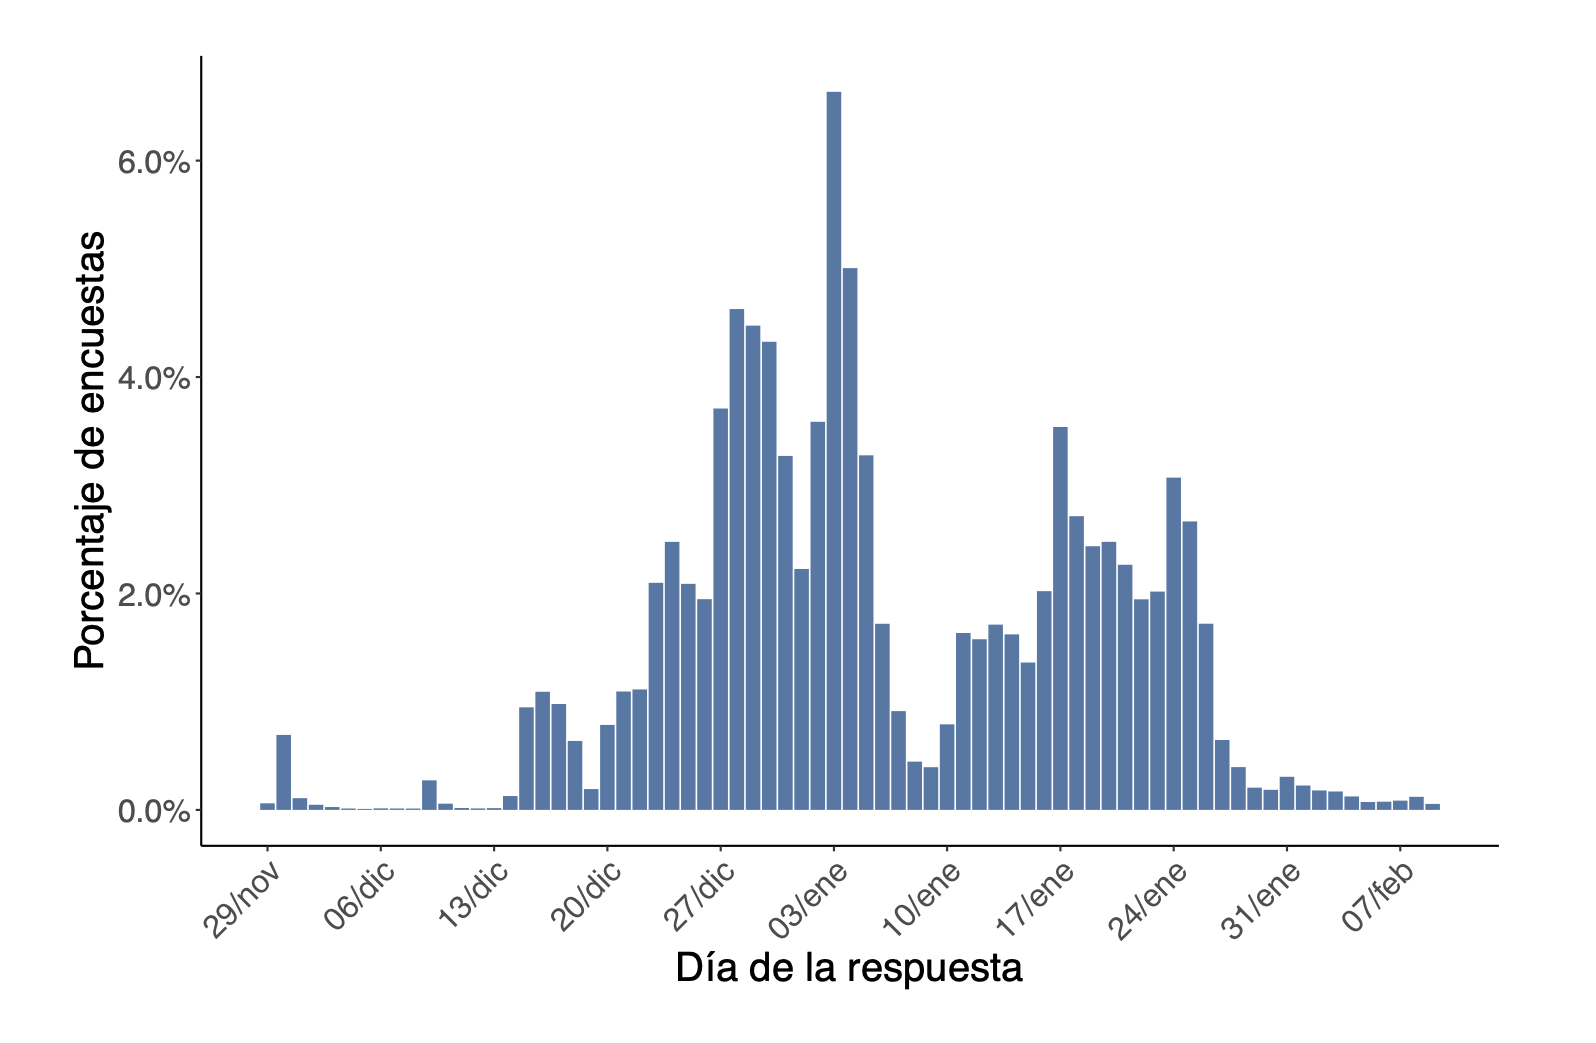 Porcentaje de encuestas
6.0%
4.0%
2.0%
0.0%
29/nov
06/dic
13/dic
20/dic
27/dic
03/ene
10/ene
17/ene
24/ene
31/ene
07/feb
Día de la respuesta